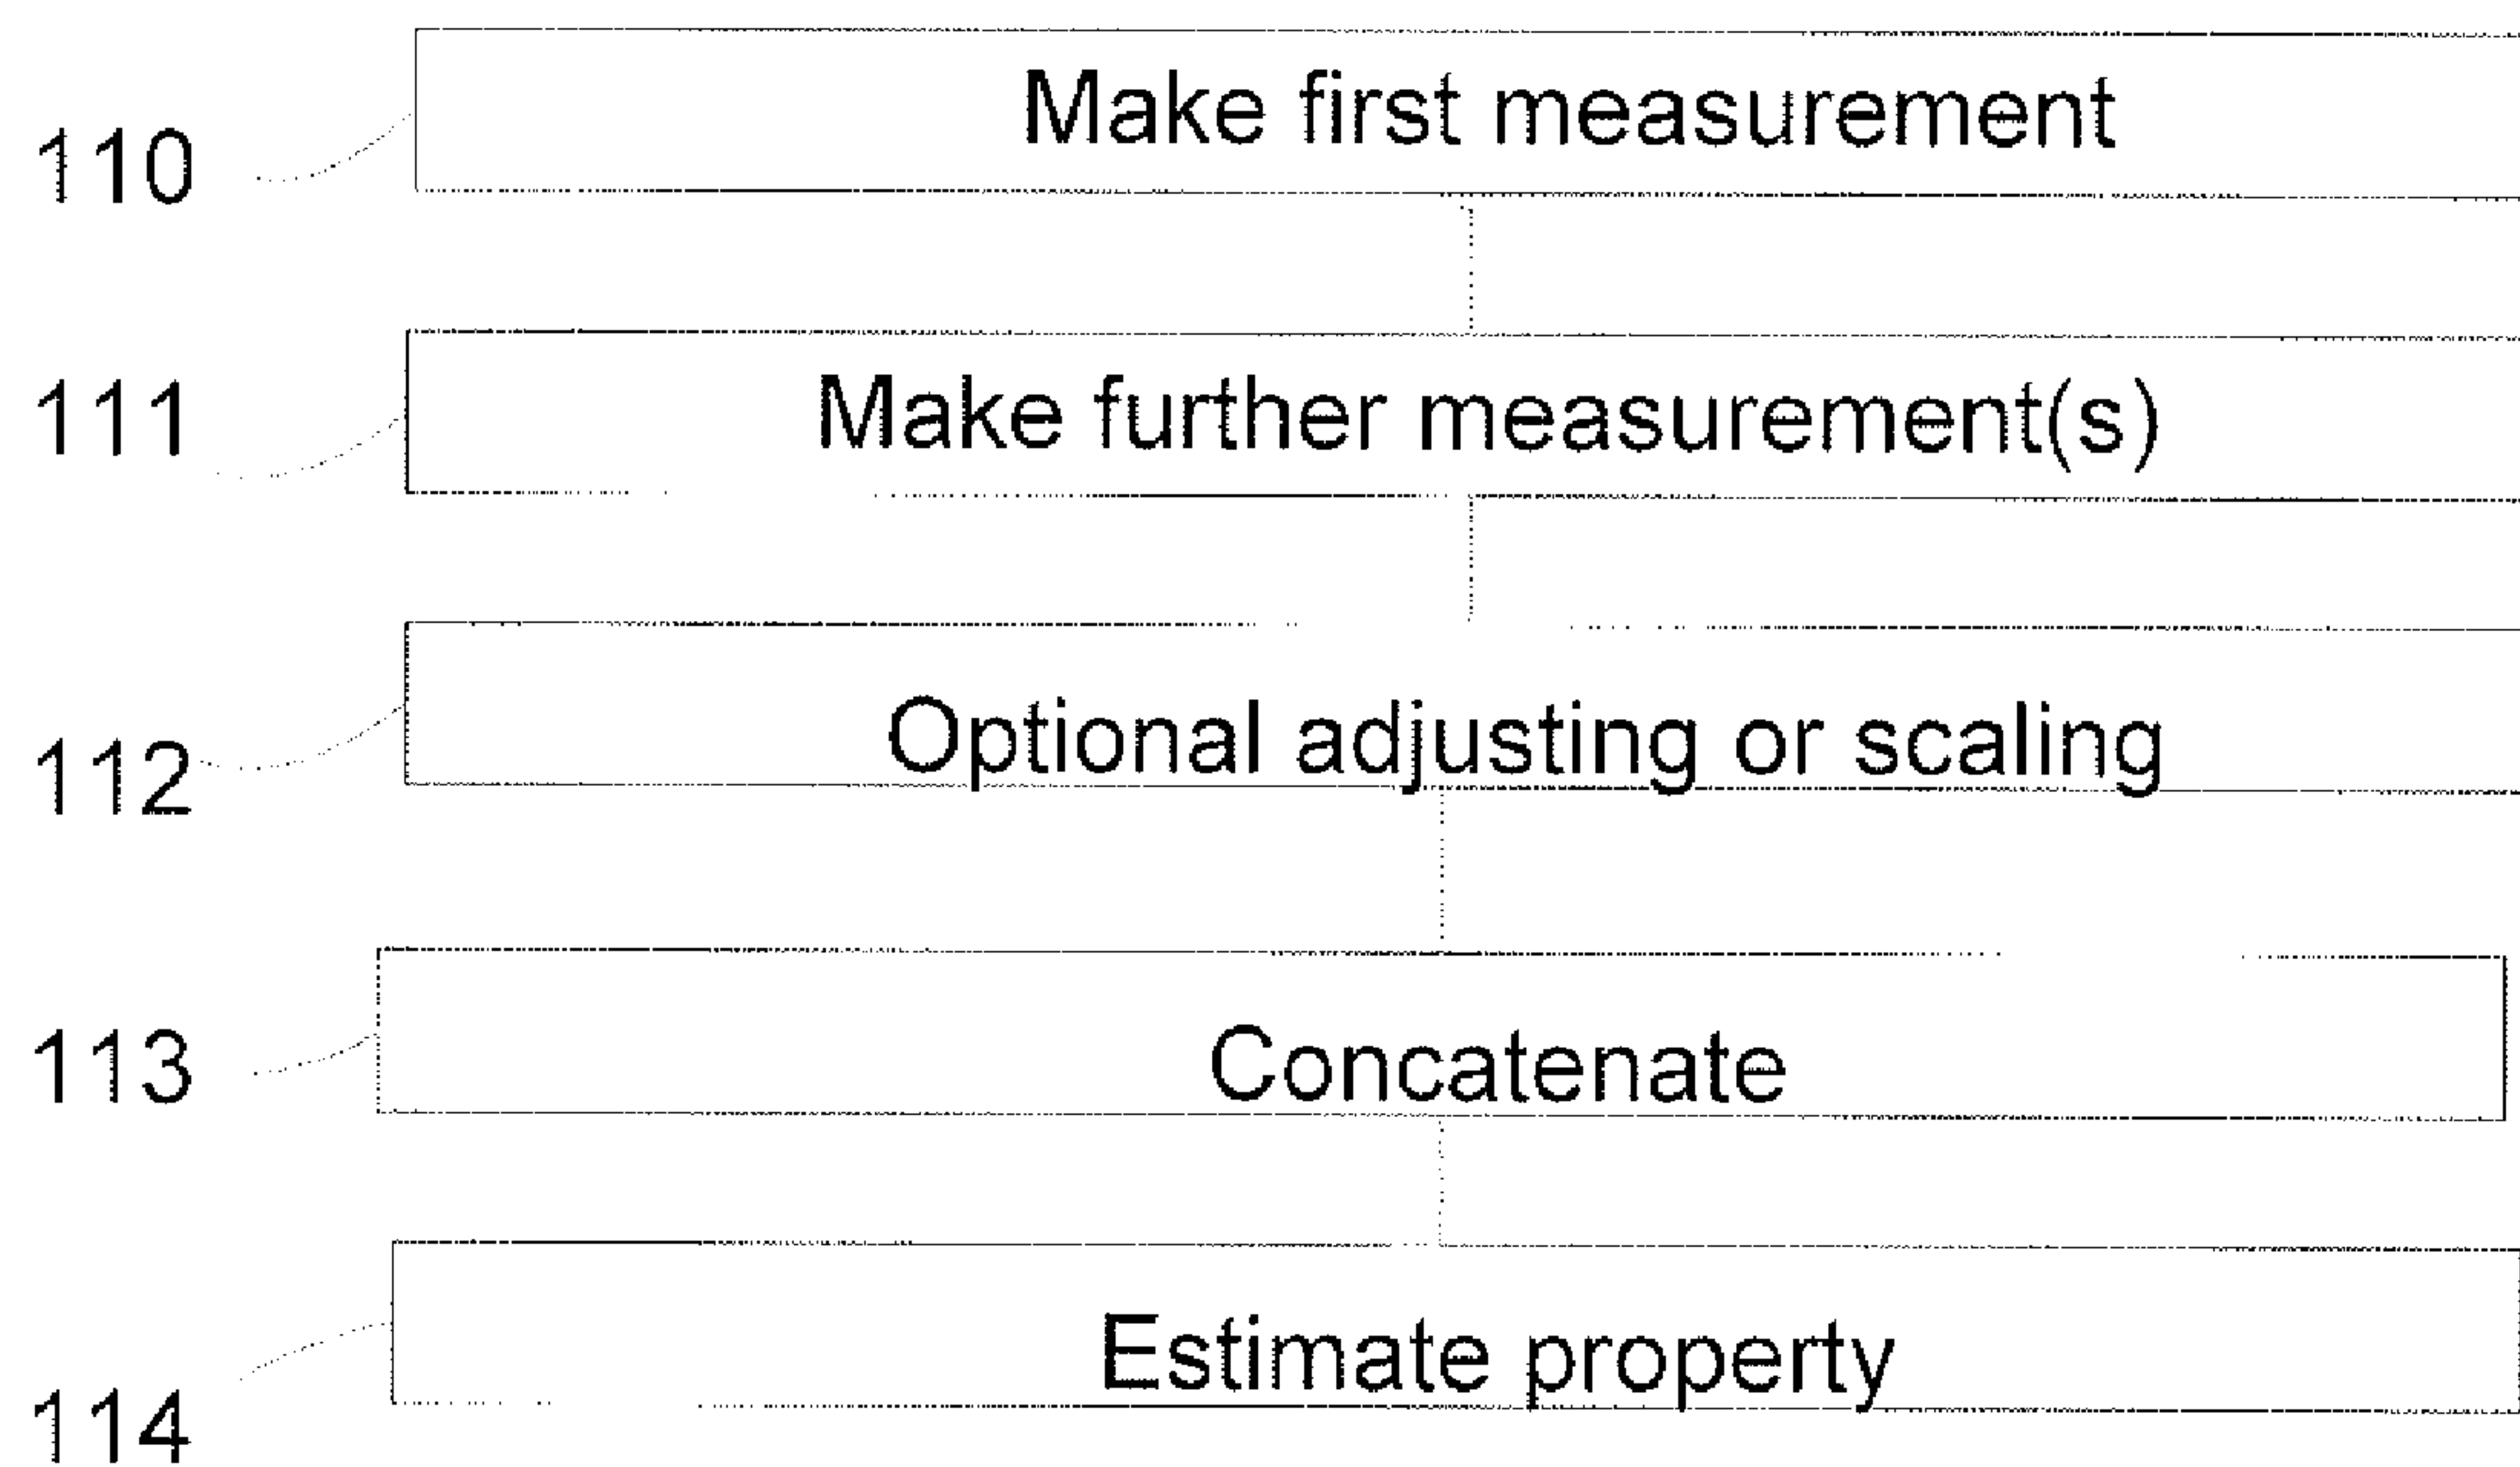 110 Make first measurement
111 Make further measurement(s)
112 Optional adjusting or scaling
113 Concatenate
114 Estimate property